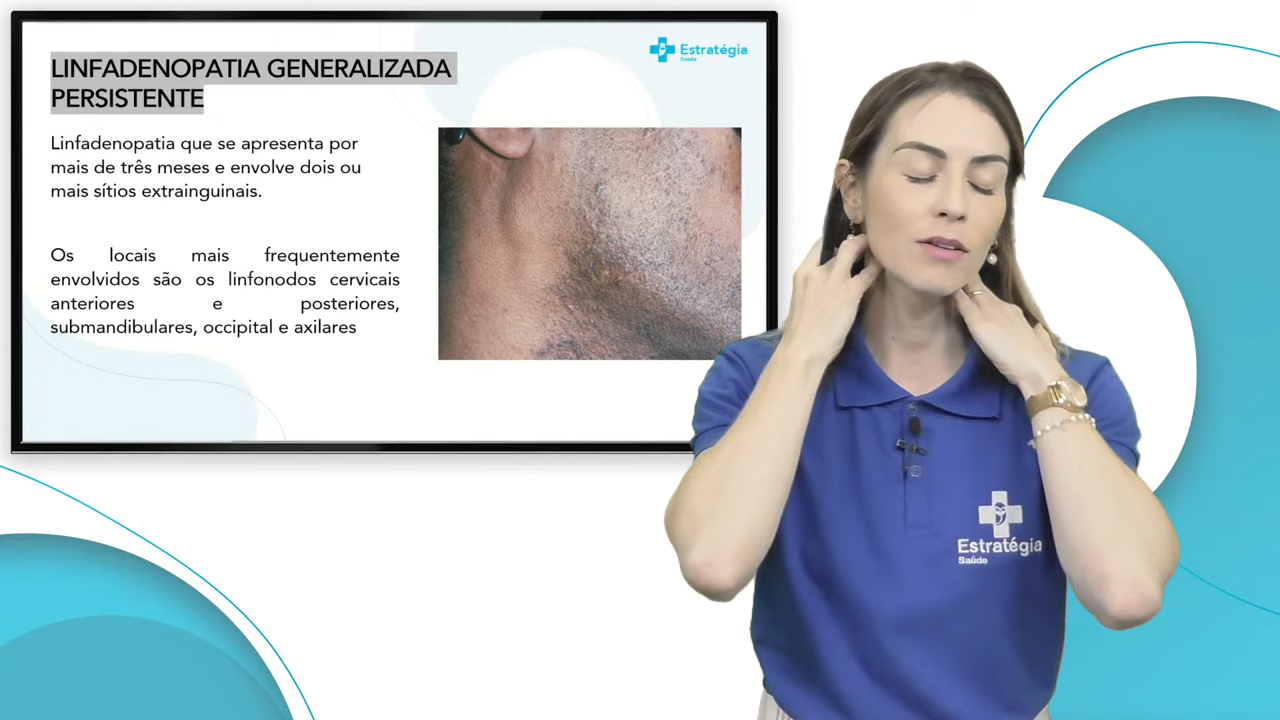 LINFADENOPATIA GENERALIZADA
PERSISTENTE
Estratégia
Saúde
Linfadenopatia que se apresenta por
mais de três meses e envolve dois ou
mais sítios extrainguinais.
Os locais mais frequentemente
envolvidos são os linfonodos cervicais
anteriores e posteriores,
submandibulares, occipital e axilares
Estratégia
Saúde